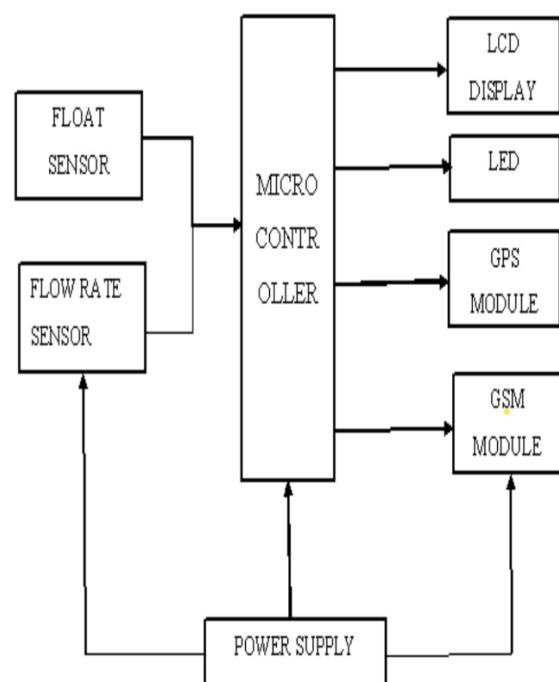 FLOAT
SENSOR
FLOW RATE
SENSOR
MICRO
CONTR
OLLER
LCD
DISPLAY
LED
GPS
MODULE
GSM
MODULE
POWER SUPPLY